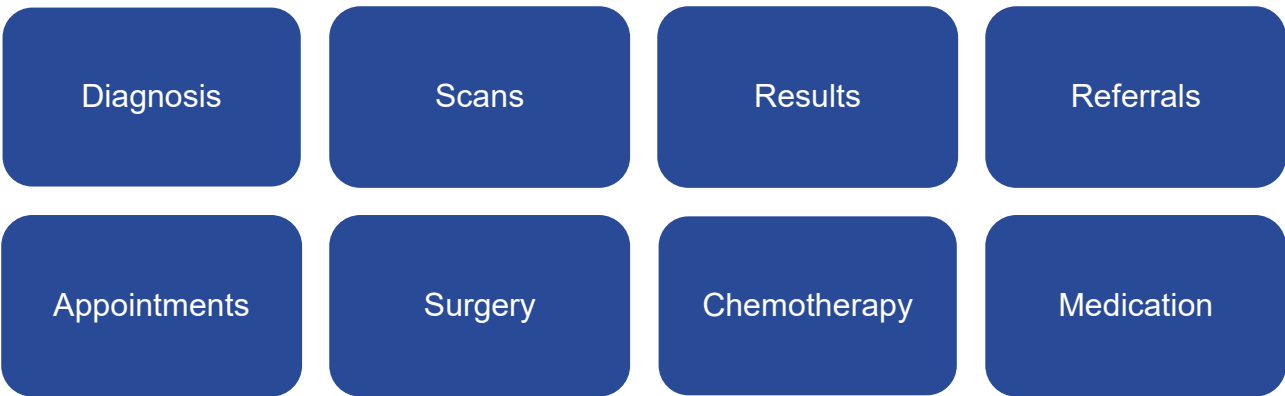 Diagnosis
Scans
Results
Referrals
Appointments
Surgery
Chemotherapy
Medication